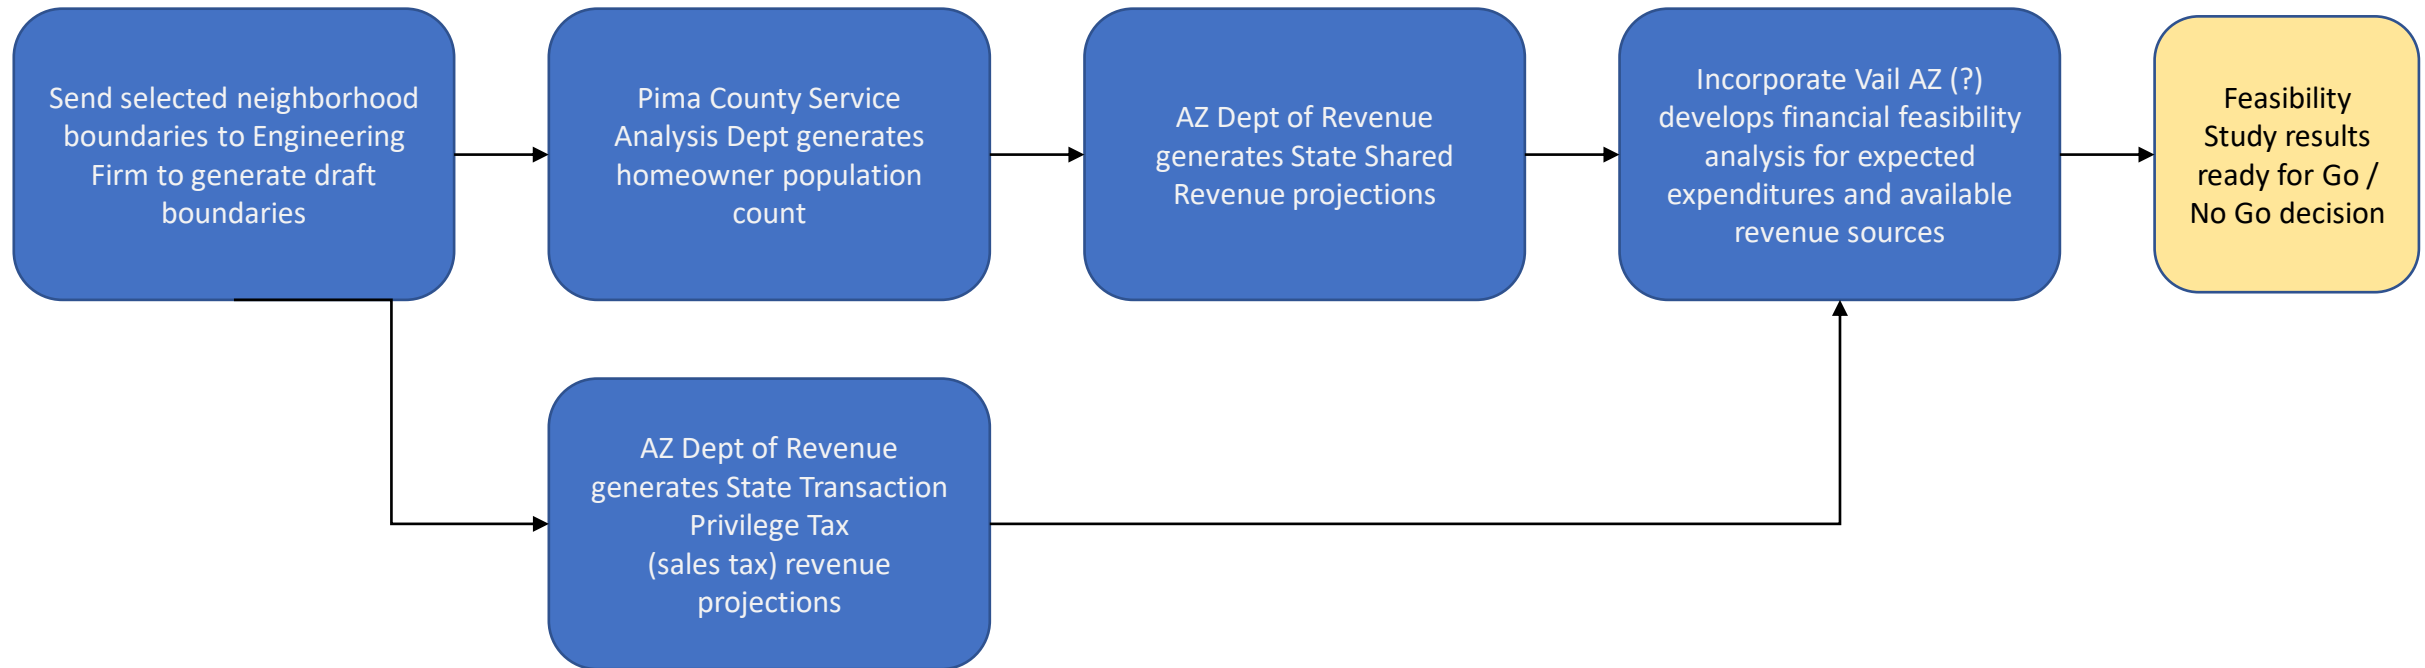 Send selected neighborhood
boundaries to Engineering
Firm to generate draft
boundaries
Pima County Service
Analysis Dept generates
homeowner population
count
AZ Dept of Revenue
generates State Shared
Revenue projections
Incorporate Vail AZ (?)
develops financial feasibility
analysis for expected
expenditures and available
revenue sources
Feasibility
Study results
ready for Go /
No Go decision
AZ Dept of Revenue
generates State Transaction
Privilege Tax
(sales tax) revenue
projections